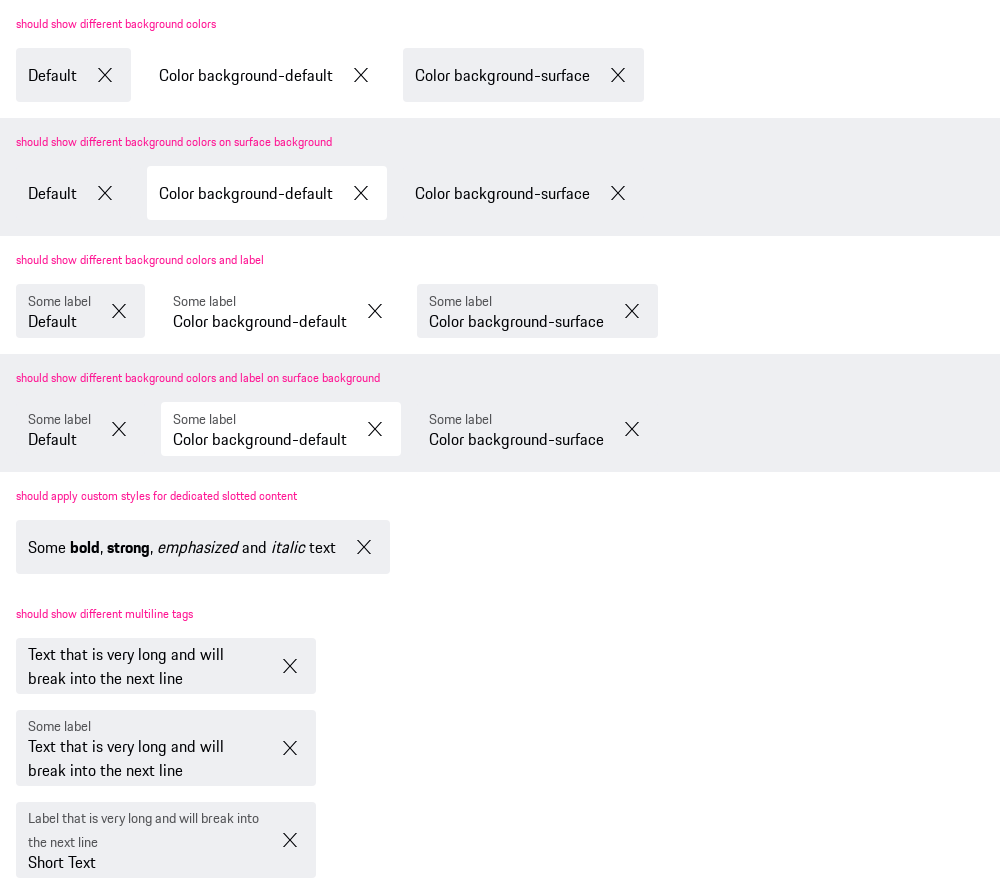 should show different background colors
Default Color background-default Color background-surface
should show different background colors on surface background
Default Color background-default Color background-surface
should show different background colors and label
Some label Some label Some label
Default Color background-default Color background-surface
should show different background colors and label on surface background
Some label Some label Some label
Default Color background-default Color background-surface
should apply custom styles for dedicated slotted content
Some bold, strong, emphasized and italic text
should show different multiline tags
Text that is very long and will
break into the next line
Some label
Text that is very long and will
break into the next line
Label that is very long and will break into
the next line
Short Text